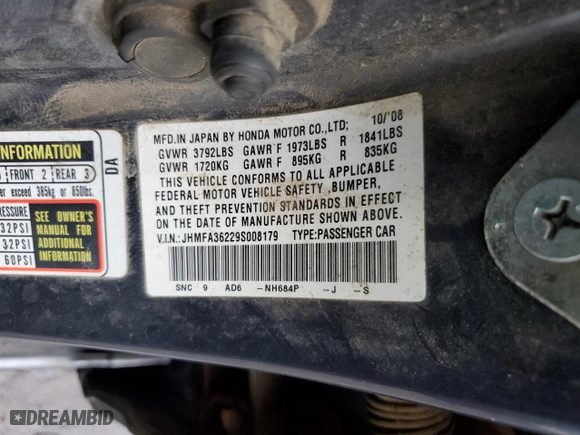 MFD.IN JAPAN BY HONDA MOTOR CO.,LTD; 10/'08
GVWR 3792LBS GAWR F 1973LBS R 1841LBS
GVWR 1720KG GAWR F 895KG R 835KG
THIS VEHICLE CONFORMS TO ALL APPLICABLE
FEDERAL MOTOR VEHICLE SAFETY ,BUMPER,
AND THEFT PREVENTION STANDARDS IN EFFECT
ON THE DATE OF MANUFACTURE SHOWN ABOVE.
V.I.N.: JHMFA36229S008179 TYPE:PASSENGER CAR
SNC 9 AD6 -NH684P -J -S
NFORMATION
FRONT 2 REAR 3
exceed 385kg or 850lbs.
PRESSURE
32PSI
32PSI
60PSI
SEE OWNER'S
MANUAL FOR
ADDITIONAL
INFORMATION
DA
DREAMBID